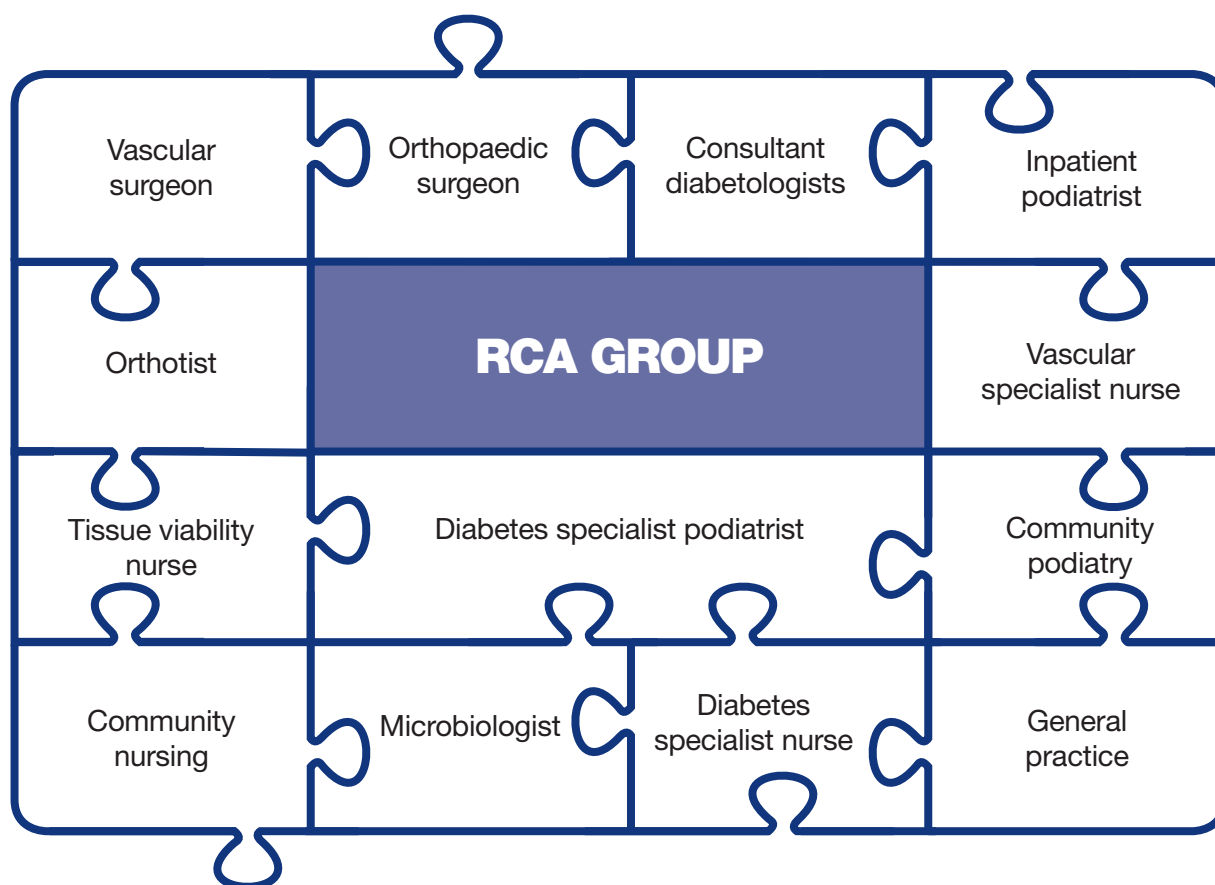 Vascular
surgeon
Orthopaedic
surgeon
Consultant
diabetologists
Inpatient
podiatrist
Orthotist
RCA GROUP
Vascular
specialist nurse
Tissue viability
nurse
Diabetes specialist podiatrist
Community
podiatry
Community
nursing
Microbiologist
Diabetes
specialist nurse
General
practice